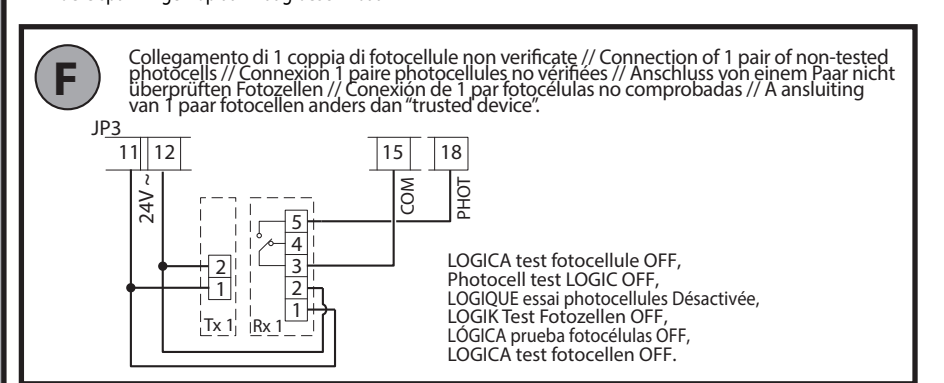 F
Collegamento di 1 coppia di fotocellule non verificate // Connection of 1 pair of non-tested
photocells // Connexion 1 paire photocellules no vérifiées // Anschluss von einem Paar nicht
überprüften Fotozellen // Conexión de 1 par fotocélulas no comprobadas // A ansluiting
van 1 paar fotocellen anders dan “trusted device”.
JP3
11 12
15 18
24V ~
COM
PHOT
5
4
3
2
1
2
1
Tx 1
Rx 1
LOGICA test fotocellule OFF,
Photocell test LOGIC OFF,
LOGIQUE essai photocellules Désactivée,
LOGIK Test Fotozellen OFF,
LÓGICA prueba fotocélulas OFF,
LOGICA test fotocellen OFF.